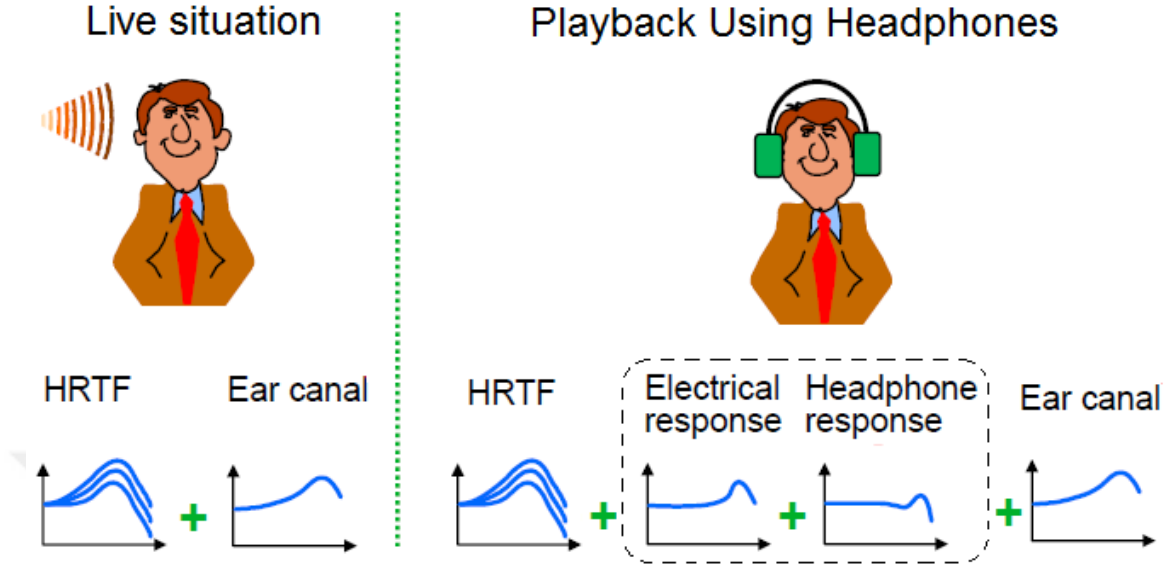 Live situation
Playback Using Headphones
HRTF
Ear canal
HRTF
Electrical
response
Headphone
response
Ear canal
+
+
+
+